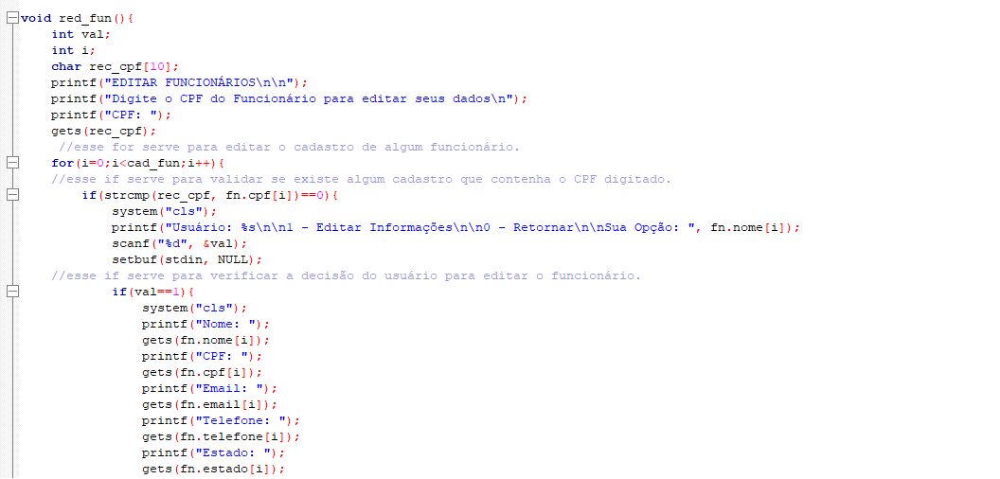 void red_fun(){
    int val;
    int i;
    char rec_cpf[10];
    printf("EDITAR FUNCIONÁRIOS\n\n");
    printf("Digite o CPF do Funcionário para editar seus dados\n");
    printf("CPF: ");
    gets(rec_cpf);
     //esse for serve para editar o cadastro de algum funcionário.
    for(i=0;i<cad_fun;i++){
    //esse if serve para validar se existe algum cadastro que contenha o CPF digitado.
        if(strcmp(rec_cpf, fn.cpf[i])==0){
            system("cls");
            printf("Usuário: %s\n\n1 - Editar Informações\n\n0 - Retornar\n\nSua Opção: ", fn.nome[i]);
            scanf("%d", &val);
            setbuf(stdin, NULL);
    //esse if serve para verificar a decisão do usuário para editar o funcionário.
            if(val==1){
                system("cls");
                printf("Nome: ");
                gets(fn.nome[i]);
                printf("CPF: ");
                gets(fn.cpf[i]);
                printf("Email: ");
                gets(fn.email[i]);
                printf("Telefone: ");
                gets(fn.telefone[i]);
                printf("Estado: ");
                gets(fn.estado[i]);